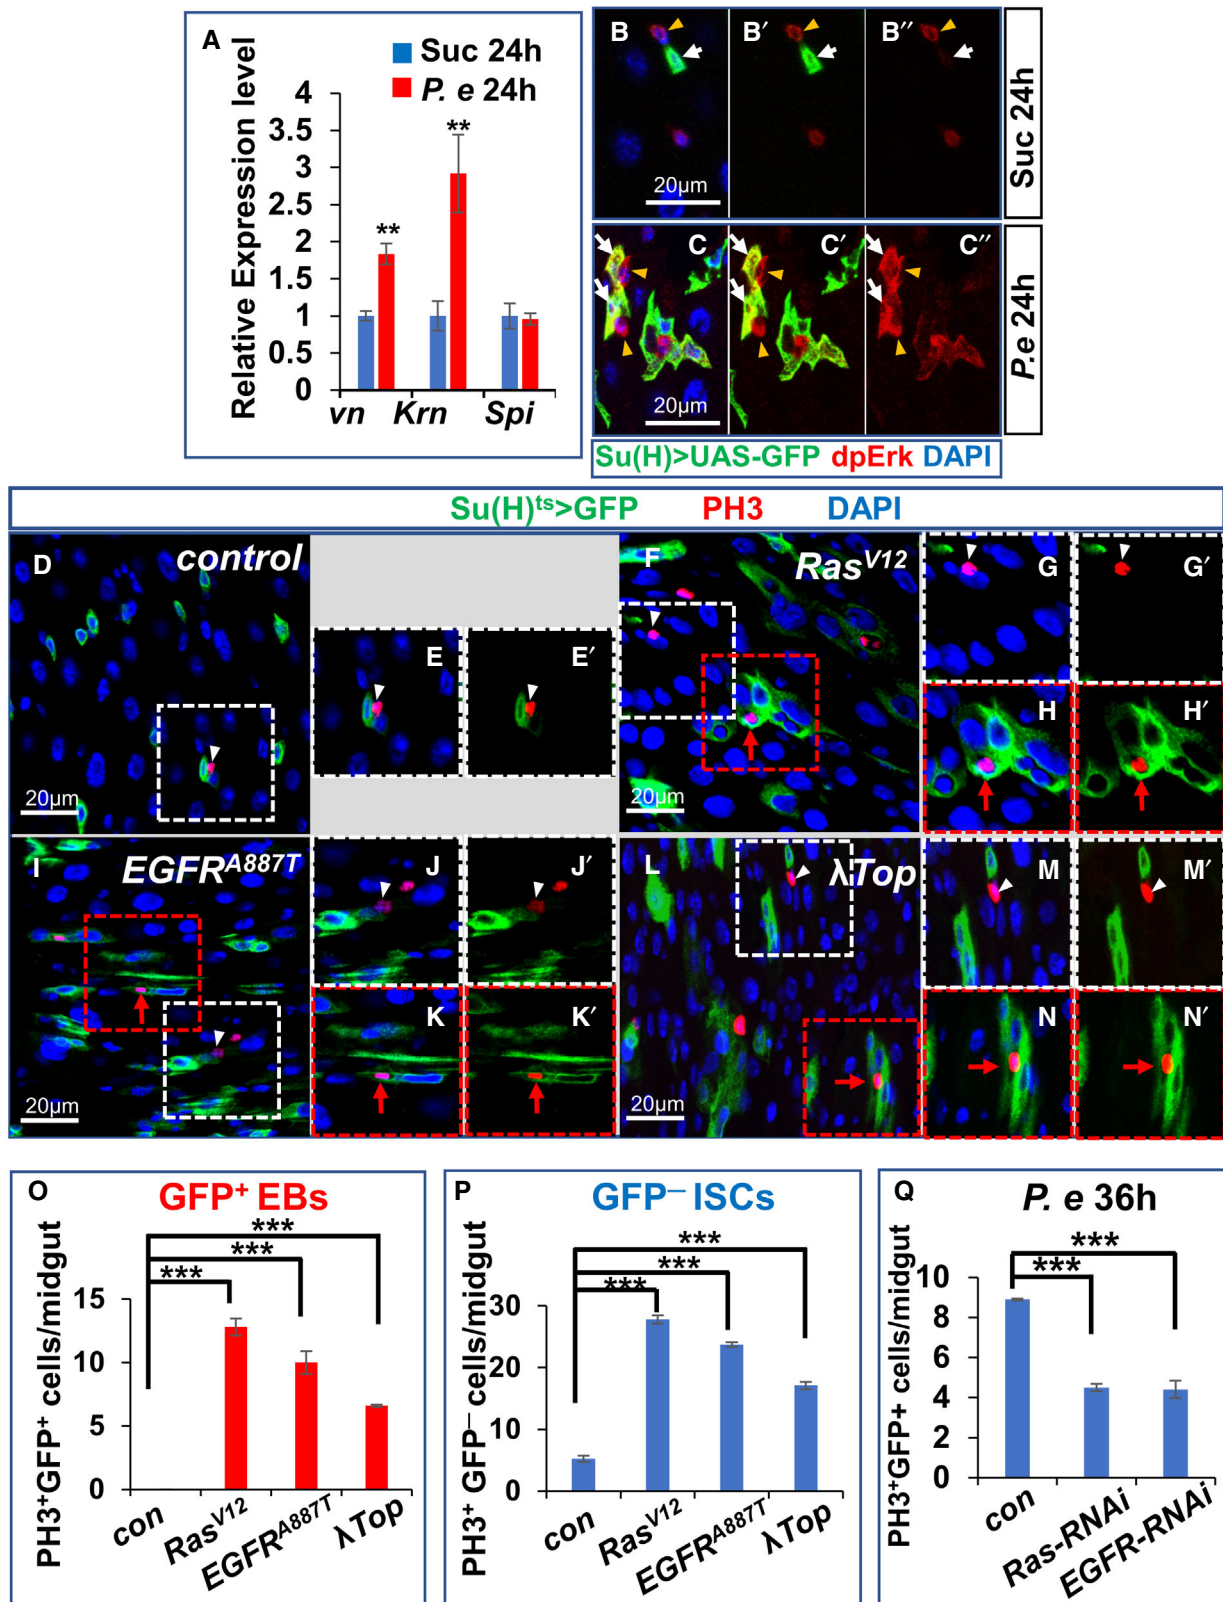 A
Suc 24h
P. e 24h
Relative Expression level
4
3.5
3
2.5
2
1.5
1
0.5
0
**
**
vn Krn Spi
B B′ B′′
20μm
Suc 24h
C C′ C′′
20μm
P.e 24h
Su(H)>UAS-GFP dpErk DAPI
Su(H)ts>GFP PH3 DAPI
D control
20μm
E E′
F RasV12
20μm
G G′
H H′
I EGFRA887T
20μm
J J′
K K′
L λTop
20μm
M M′
N N′
O GFP+ EBs
PH3+GFP+ cells/midgut
***
***
***
15
10
5
0
con RasV12 EGFRA887T λTop
P GFP— ISCs
PH3+ GFP— cells/midgut
***
***
***
30
20
10
0
con RasV12 EGFRA887T λTop
Q P. e 36h
PH3+GFP+ cells/midgut
***
***
10
8
6
4
2
0
con Ras-RNAi EGFR-RNAi